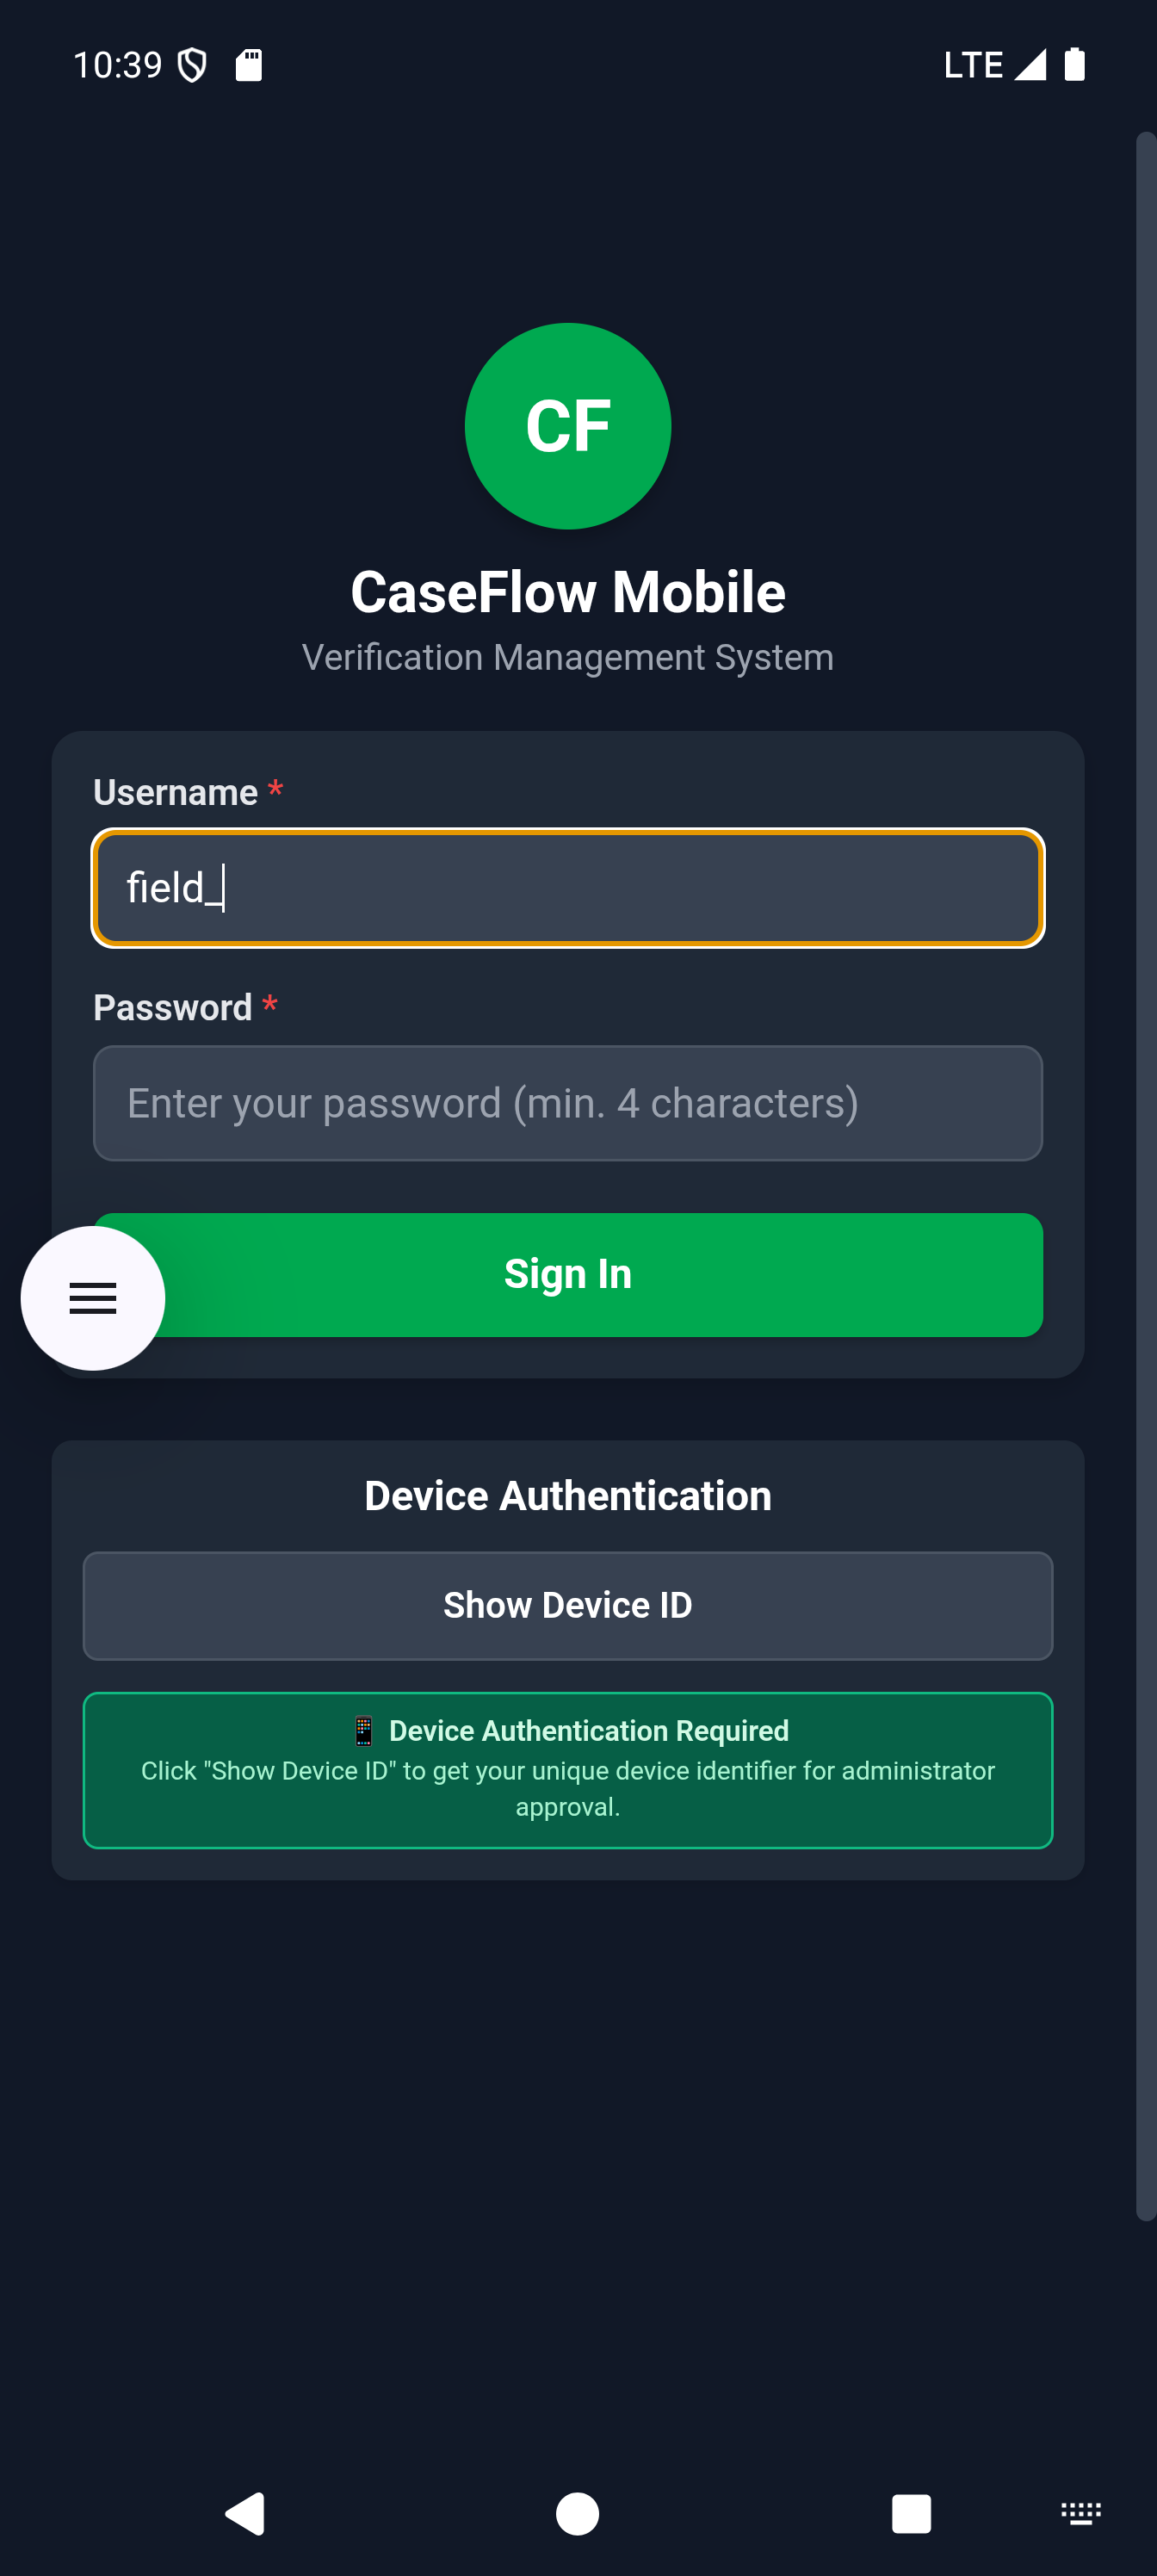 10:39
LTE
CF
CaseFlow Mobile
Verification Management System
Username *
field_
Password *
Enter your password (min. 4 characters)
Sign In
Device Authentication
Show Device ID
📱 Device Authentication Required
Click "Show Device ID" to get your unique device identifier for administrator
approval.